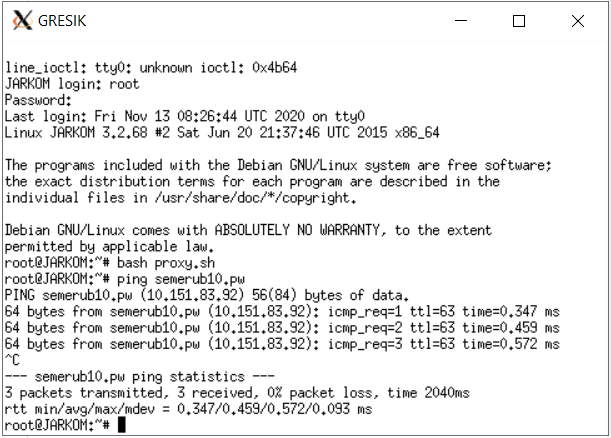 GRESIK
line_ioctl: tty0: unknown ioctl: 0x4b64
JARKOM login: root
Password:
Last login: Fri Nov 13 08:26:44 UTC 2020 on tty0
Linux JARKOM 3.2.68 #2 Sat Jun 20 21:37:46 UTC 2015 x86_64
The programs included with the Debian GNU/Linux system are free software;
the exact distribution terms for each program are described in the
individual files in /usr/share/doc/*/copyright.
Debian GNU/Linux comes with ABSOLUTELY NO WARRANTY, to the extent
permitted by applicable law.
root@JARKOM:~# bash proxy.sh
root@JARKOM:~# ping semerub10.pw
PING semerub10.pw (10.151.83.92) 56(84) bytes of data.
64 bytes from semerub10.pw (10.151.83.92): icmp_req=1 ttl=63 time=0.347 ms
64 bytes from semerub10.pw (10.151.83.92): icmp_req=2 ttl=63 time=0.459 ms
64 bytes from semerub10.pw (10.151.83.92): icmp_req=3 ttl=63 time=0.572 ms
^C
--- semerub10.pw ping statistics ---
3 packets transmitted, 3 received, 0% packet loss, time 2040ms
rtt min/avg/max/mdev = 0.347/0.459/0.572/0.093 ms
root@JARKOM:~#